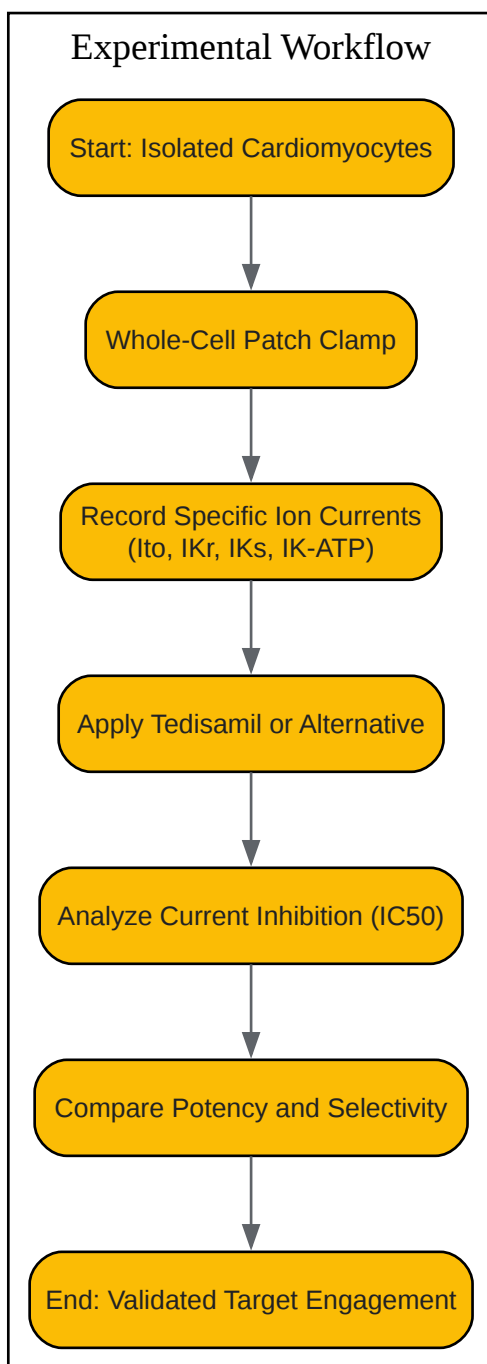 Experimental Workflow
Start: Isolated Cardiomyocytes
Whole-Cell Patch Clamp
Record Specific Ion Currents
(Ito, IKr, IKs, IK-ATP)
Apply Tedisamil or Alternative
Analyze Current Inhibition (IC50)
Compare Potency and Selectivity
End: Validated Target Engagement